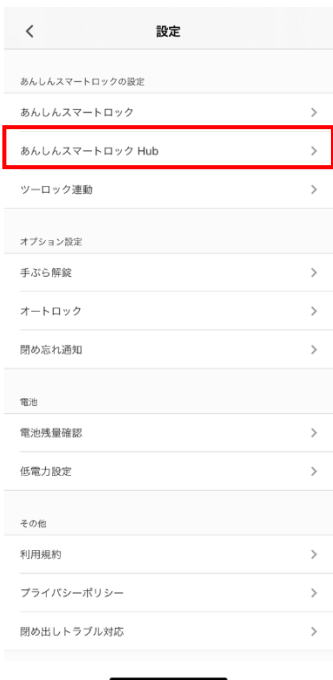 設定
あんしんスマートロックの設定
あんしんスマートロック
あんしんスマートロック Hub
ツーロック連動
オプション設定
手ぶら解錠
オートロック
閉め忘れ通知
電池
電池残量確認
低電力設定
その他
利用規約
プライバシーポリシー
閉め出しトラブル対応